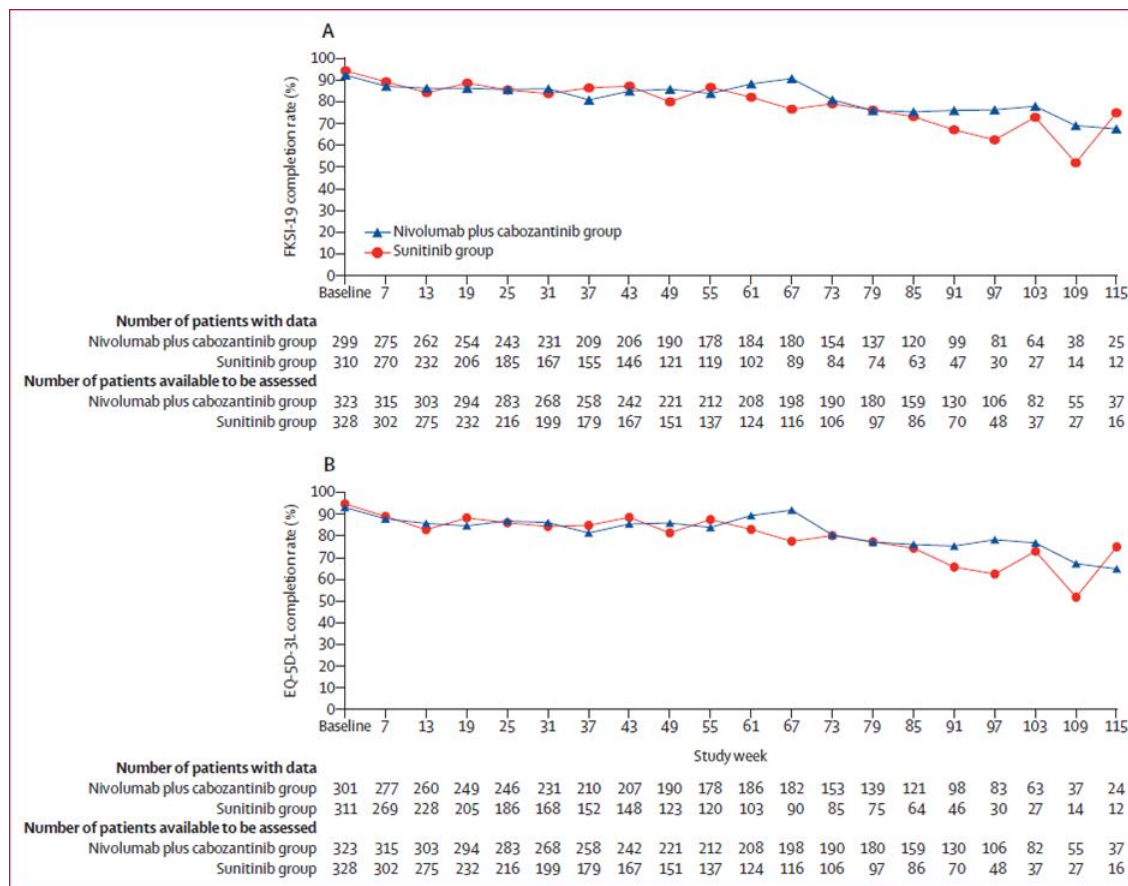 A
100
90
80
70
60
50
40
30
20
10
0
FKSI-19 completion rate (%)
Nivolumab plus cabozantinib group
Sunitinib group
Baseline 7 13 19 25 31 37 43 49 55 61 67 73 79 85 91 97 103 109 115
Number of patients with data
Nivolumab plus cabozantinib group 299 275 262 254 243 231 209 206 190 178 184 180 154 137 120 99 81 64 38 25
Sunitinib group 310 270 232 206 185 167 155 146 121 119 102 89 84 74 63 47 30 27 14 12
Number of patients available to be assessed
Nivolumab plus cabozantinib group 323 315 303 294 283 268 258 242 221 212 208 198 190 180 159 130 106 82 55 37
Sunitinib group 328 302 275 232 216 199 179 167 151 137 124 116 106 97 86 70 48 37 27 16
B
100
90
80
70
60
50
40
30
20
10
0
EQ-5D-3L completion rate (%)
Baseline 7 13 19 25 31 37 43 49 55 61 67 73 79 85 91 97 103 109 115
Study week
Number of patients with data
Nivolumab plus cabozantinib group 301 277 260 249 246 231 210 207 190 178 186 182 153 139 121 98 83 63 37 24
Sunitinib group 311 269 228 205 186 168 152 148 123 120 103 90 85 75 64 46 30 27 14 12
Number of patients available to be assessed
Nivolumab plus cabozantinib group 323 315 303 294 283 268 258 242 221 212 208 198 190 180 159 130 106 82 55 37
Sunitinib group 328 302 275 232 216 199 179 167 151 137 124 116 106 97 86 70 48 37 27 16